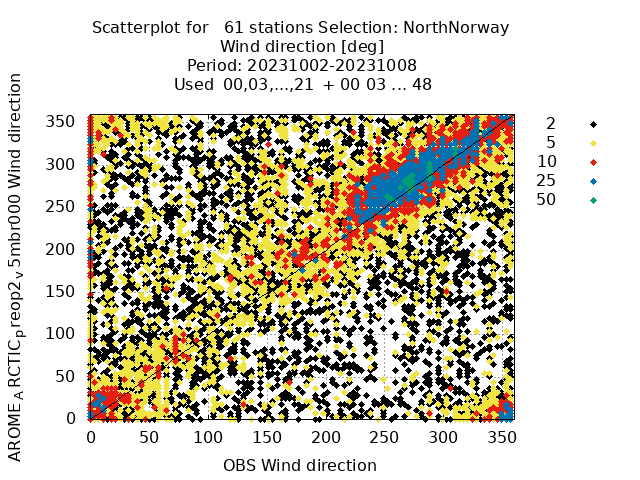 Scatterplot for 61 stations Selection: NorthNorway
Wind direction [deg]
Period: 20231002-20231008
Used 00,03,...,21 + 00 03 ... 48
AROME_ARCTIC_preop2_v5mbr000 Wind direction
350
300
250
200
150
100
50
0
0 50 100 150 200 250 300 350
OBS Wind direction
2
5
10
25
50